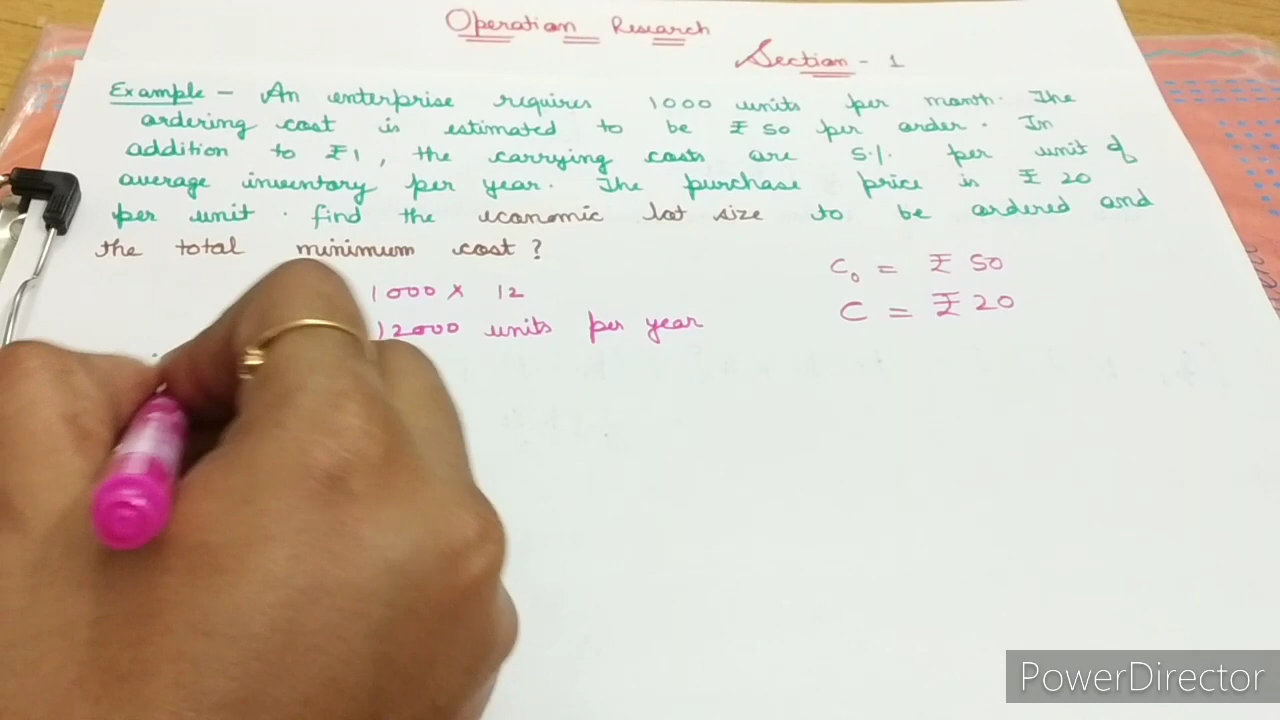 Operation Research
Section - 1
Example - An enterprise requires 1000 units per month. The
ordering cost is estimated to be ₹ 50 per order. In
addition to ₹1, the carrying costs are 5% per unit of
average inventory per year. The purchase price is ₹ 20
per unit. find the economic lot size to be ordered and
the total minimum cost?
C₀ = ₹ 50
1000 × 12
C = ₹ 20
12000 units per year
PowerDirector